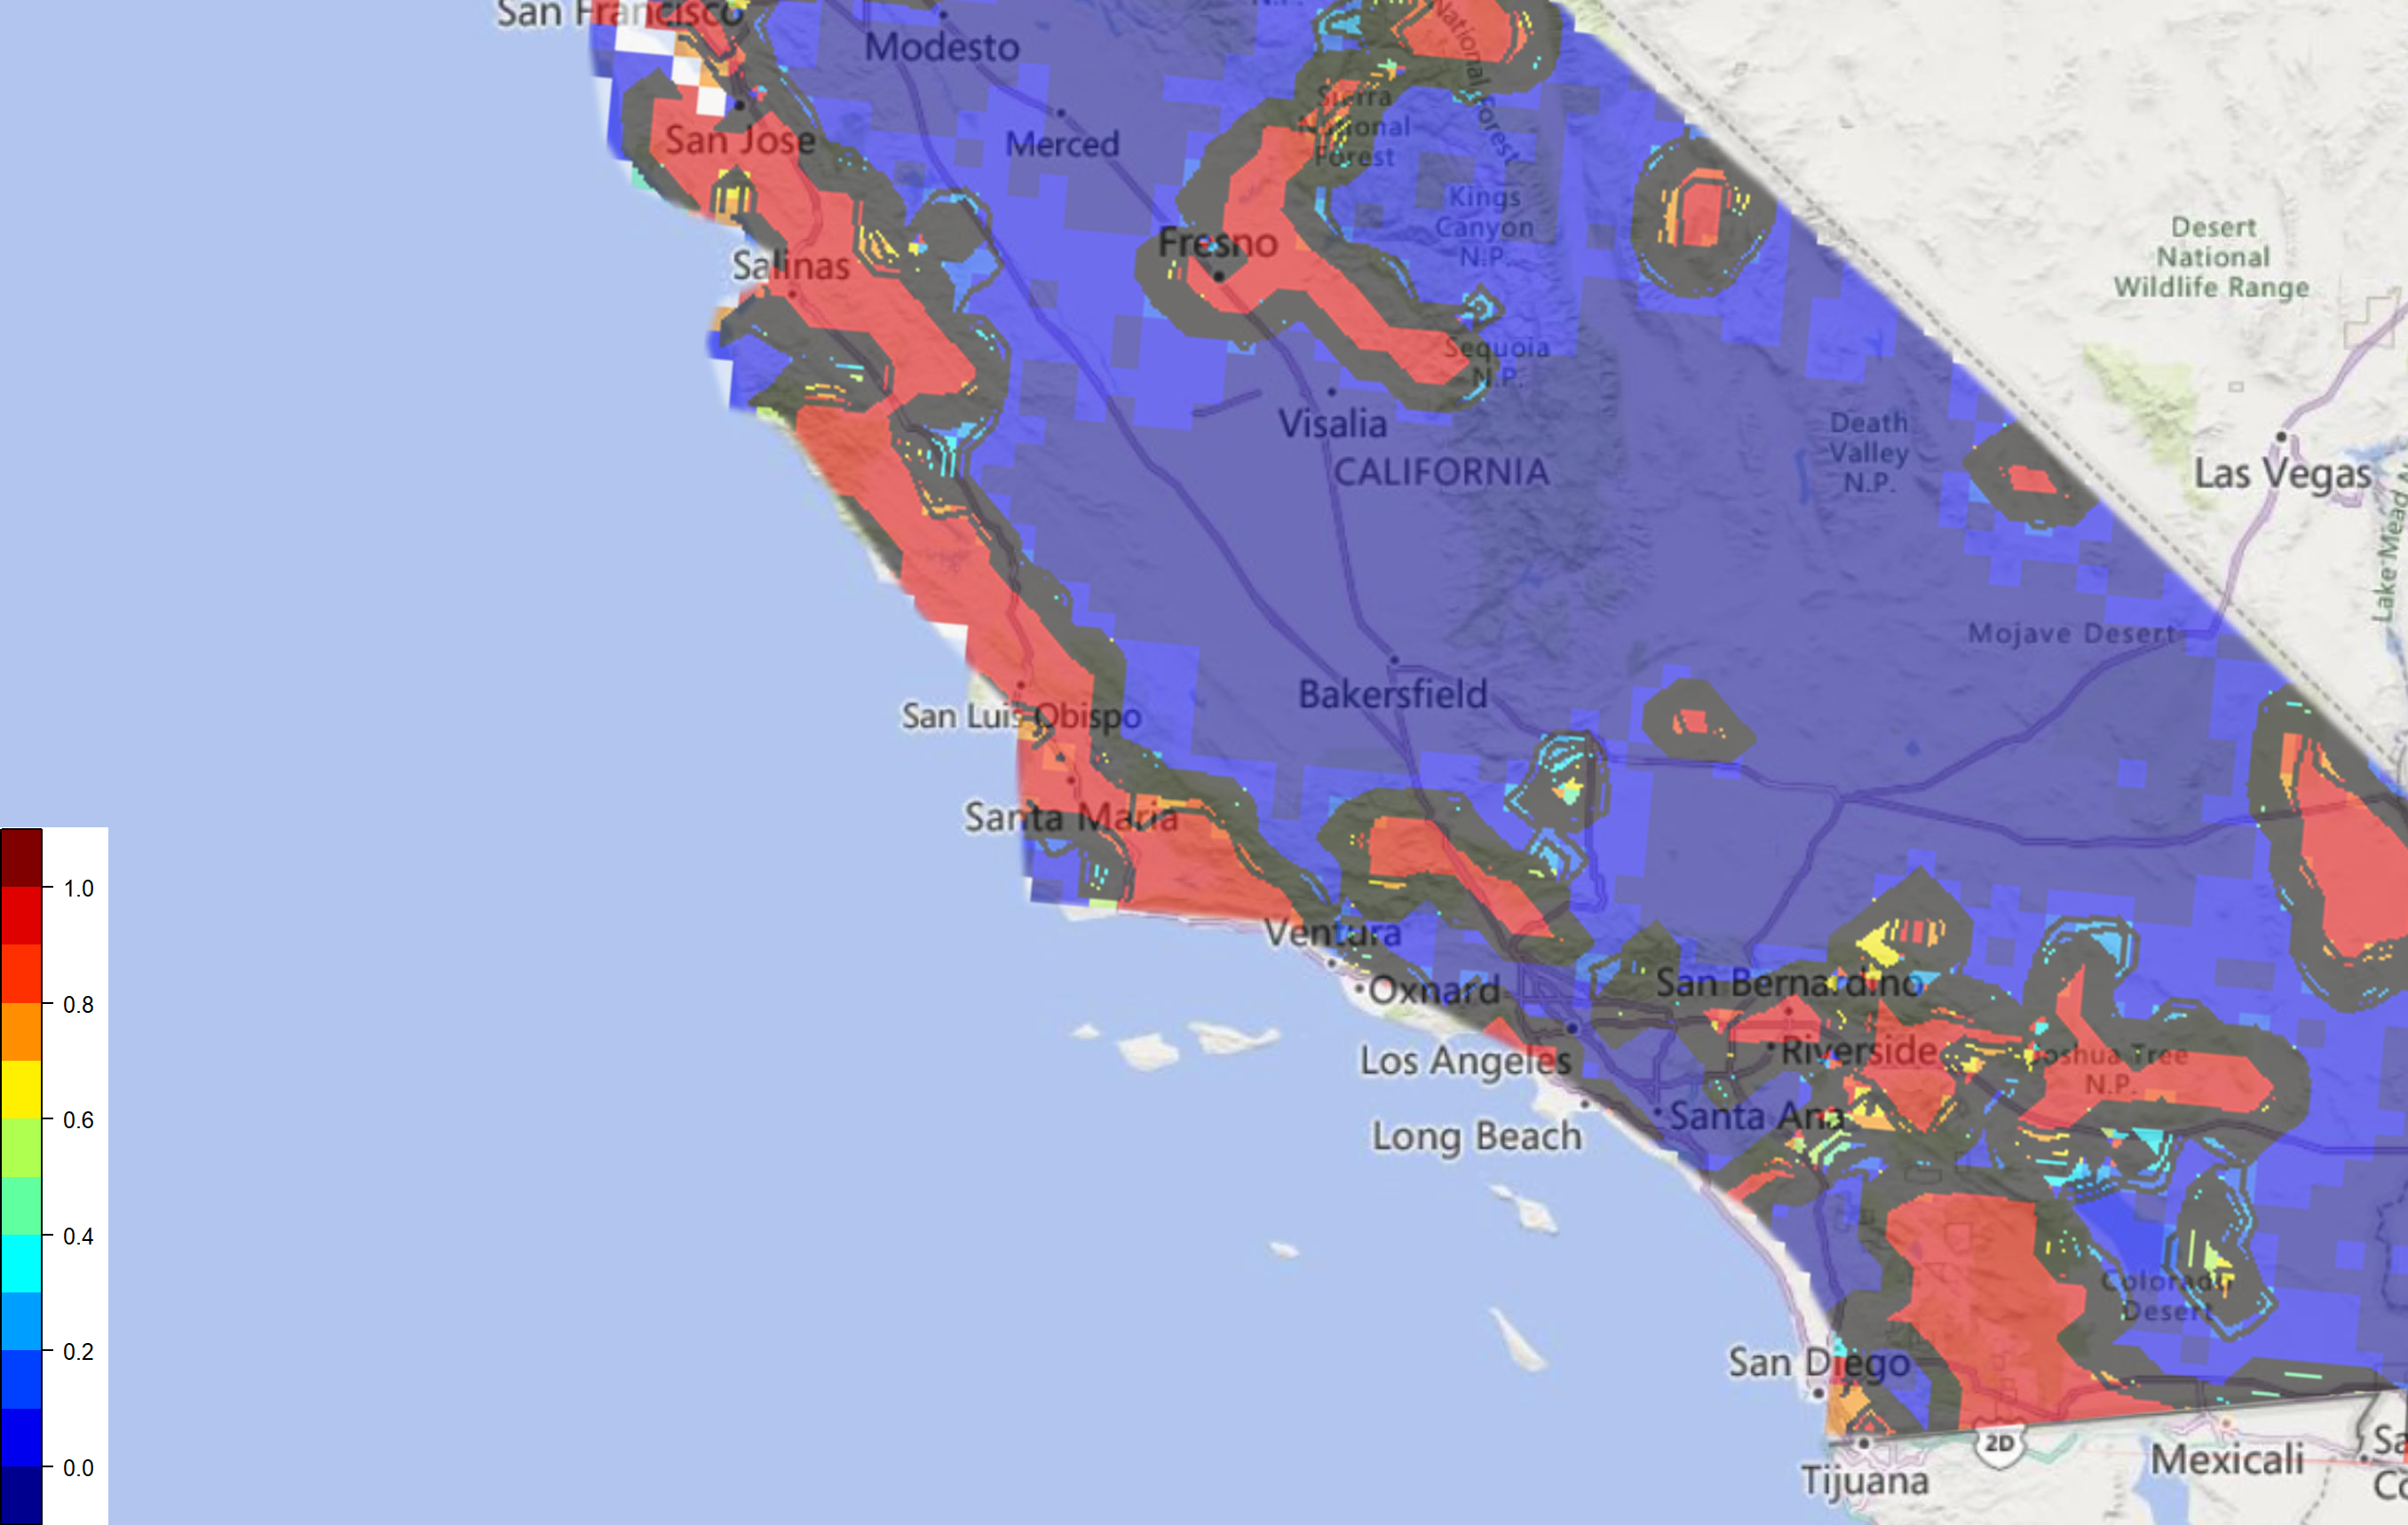 San Francisco
Modesto
National Forest
Sierra
National
Forest
San Jose
Merced
Kings
Canyon
N.P.
Desert
National
Wildlife Range
Fresno
Salinas
Sequoia
N.P.
Visalia
CALIFORNIA
Death
Valley
N.P.
Las Vegas
Lake Mead
Mojave Desert
Bakersfield
San Luis Obispo
Santa Maria
Ventura
Oxnard
San Bernardino
Los Angeles
Riverside
Joshua Tree
N.P.
Santa Ana
Long Beach
Colorado
Desert
San Diego
2D
Tijuana
Mexicali
Sa
Co
1.0
0.8
0.6
0.4
0.2
0.0